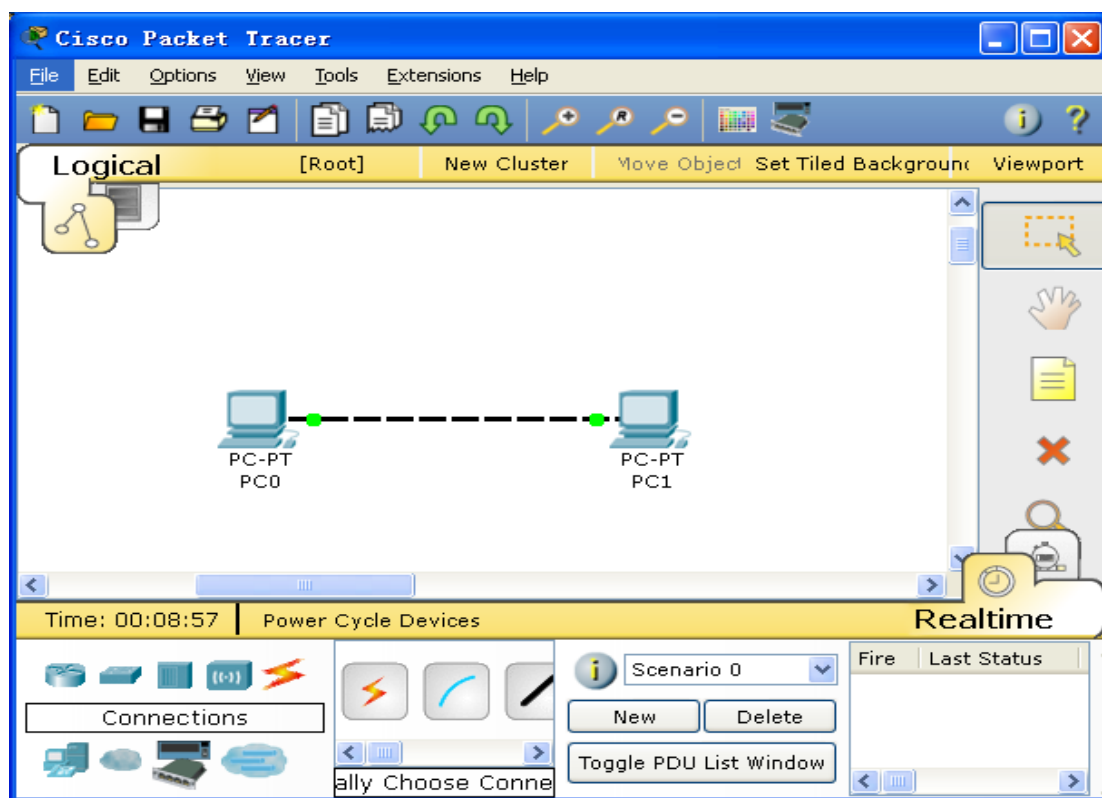 Cisco Packet Tracer
File Edit Options View Tools Extensions Help
R i ?
Logical [Root] New Cluster Move Object Set Tiled Backgroun Viewport
PC-PT PC-PT
PC0 PC1
Time: 00:08:57 Power Cycle Devices Realtime
Fire Last Status
i Scenario 0
Connections New Delete
Toggle PDU List Window
ally Choose Conne